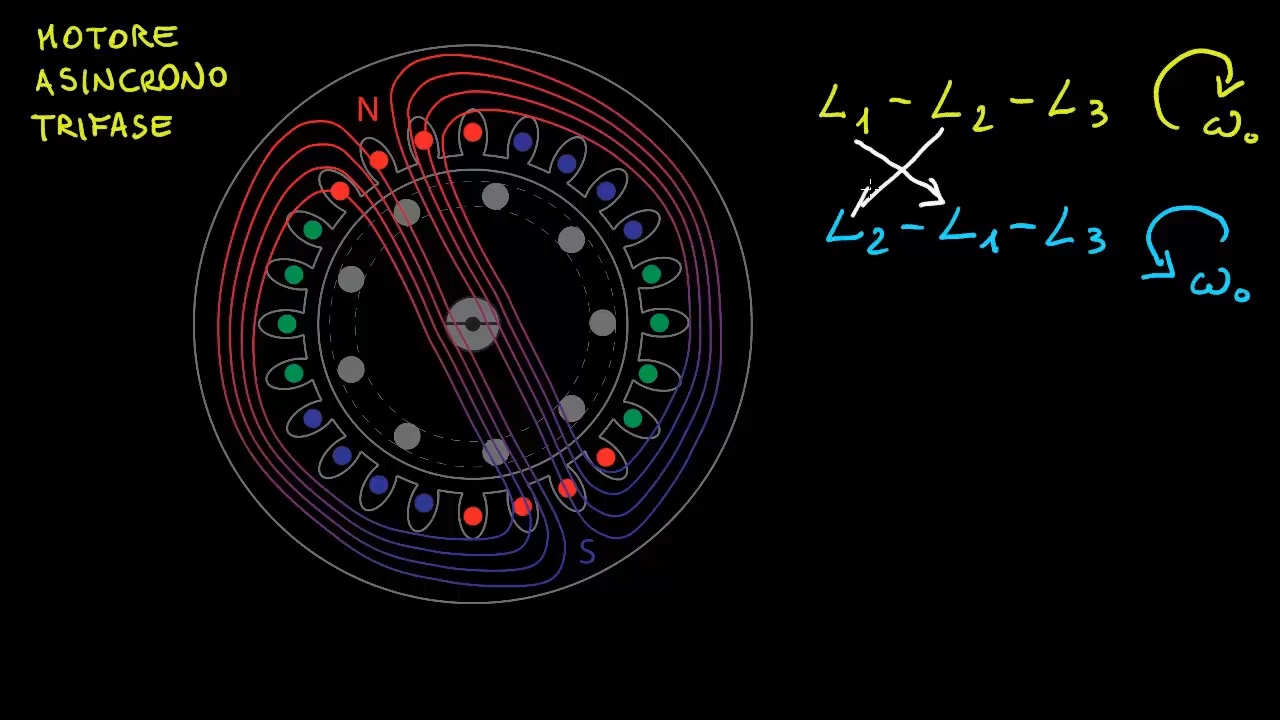 MOTORE
ASINCRONO
TRIFASE
N
S
L₁ - L₂ - L₃
ω₀
L₂ - L₁ - L₃
ω₀